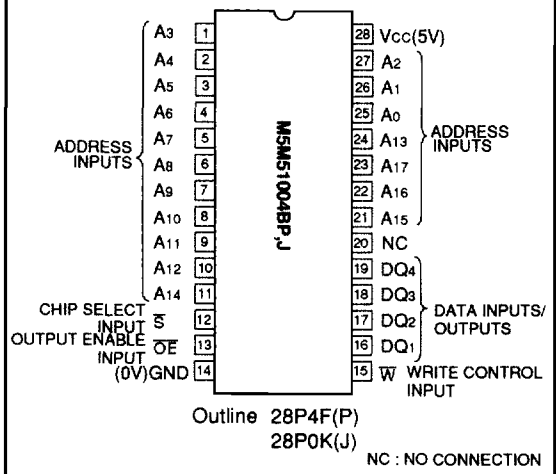 A3 1
A4 2
A5 3
A6 4
A7 5
A8 6
A9 7
A10 8
A11 9
A12 10
A14 11
ADDRESS
INPUTS
CHIP SELECT
INPUT S̅ 12
OUTPUT ENABLE
INPUT O̅E̅ 13
(0V)GND 14
M5M51004BP,J
28 Vcc(5V)
27 A2
26 A1
25 A0
24 A13
23 A17
22 A16
21 A15
ADDRESS
INPUTS
20 NC
19 DQ4
18 DQ3
17 DQ2
16 DQ1
DATA INPUTS/
OUTPUTS
15 W̅ WRITE CONTROL
INPUT
Outline 28P4F(P)
28P0K(J)
NC : NO CONNECTION